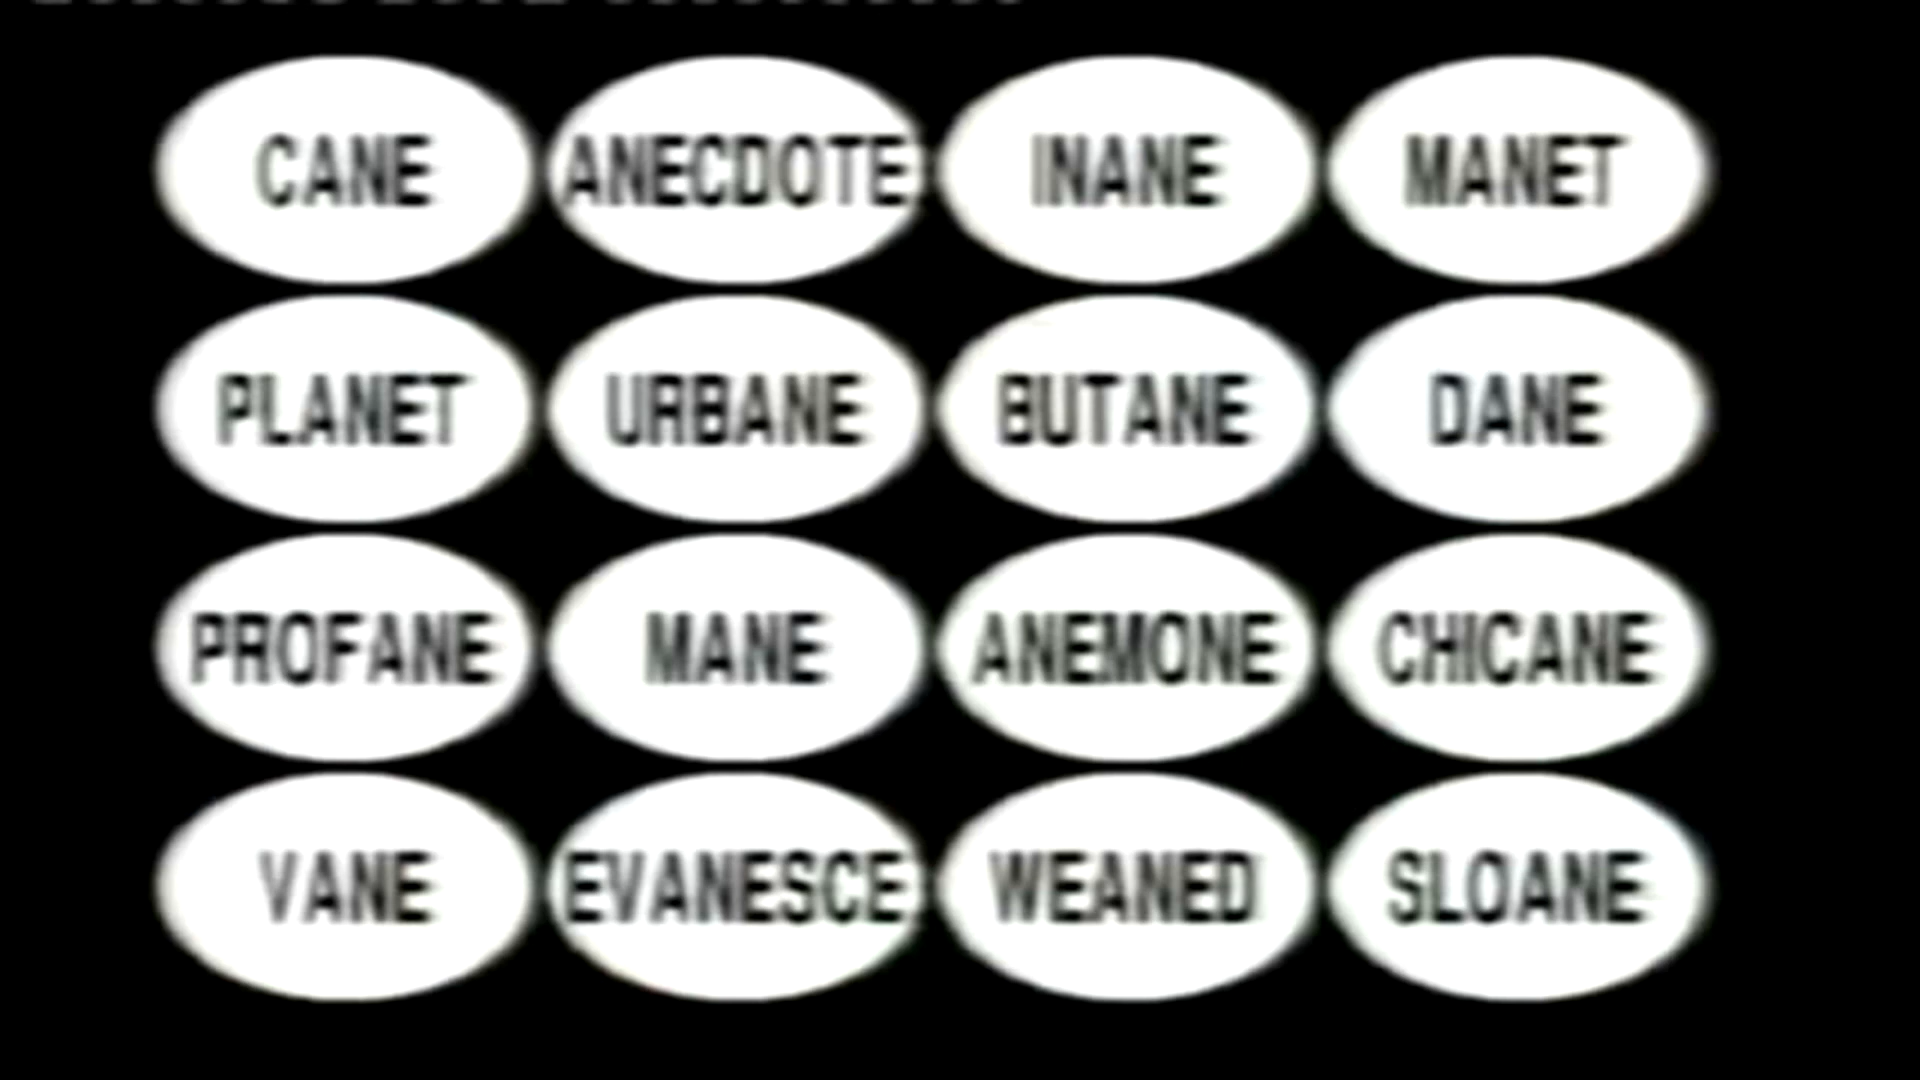 CANE ANECDOTE INANE MANET
PLANET URBANE BUTANE DANE
PROFANE MANE ANEMONE CHICANE
VANE EVANESCE WEANED SLOANE